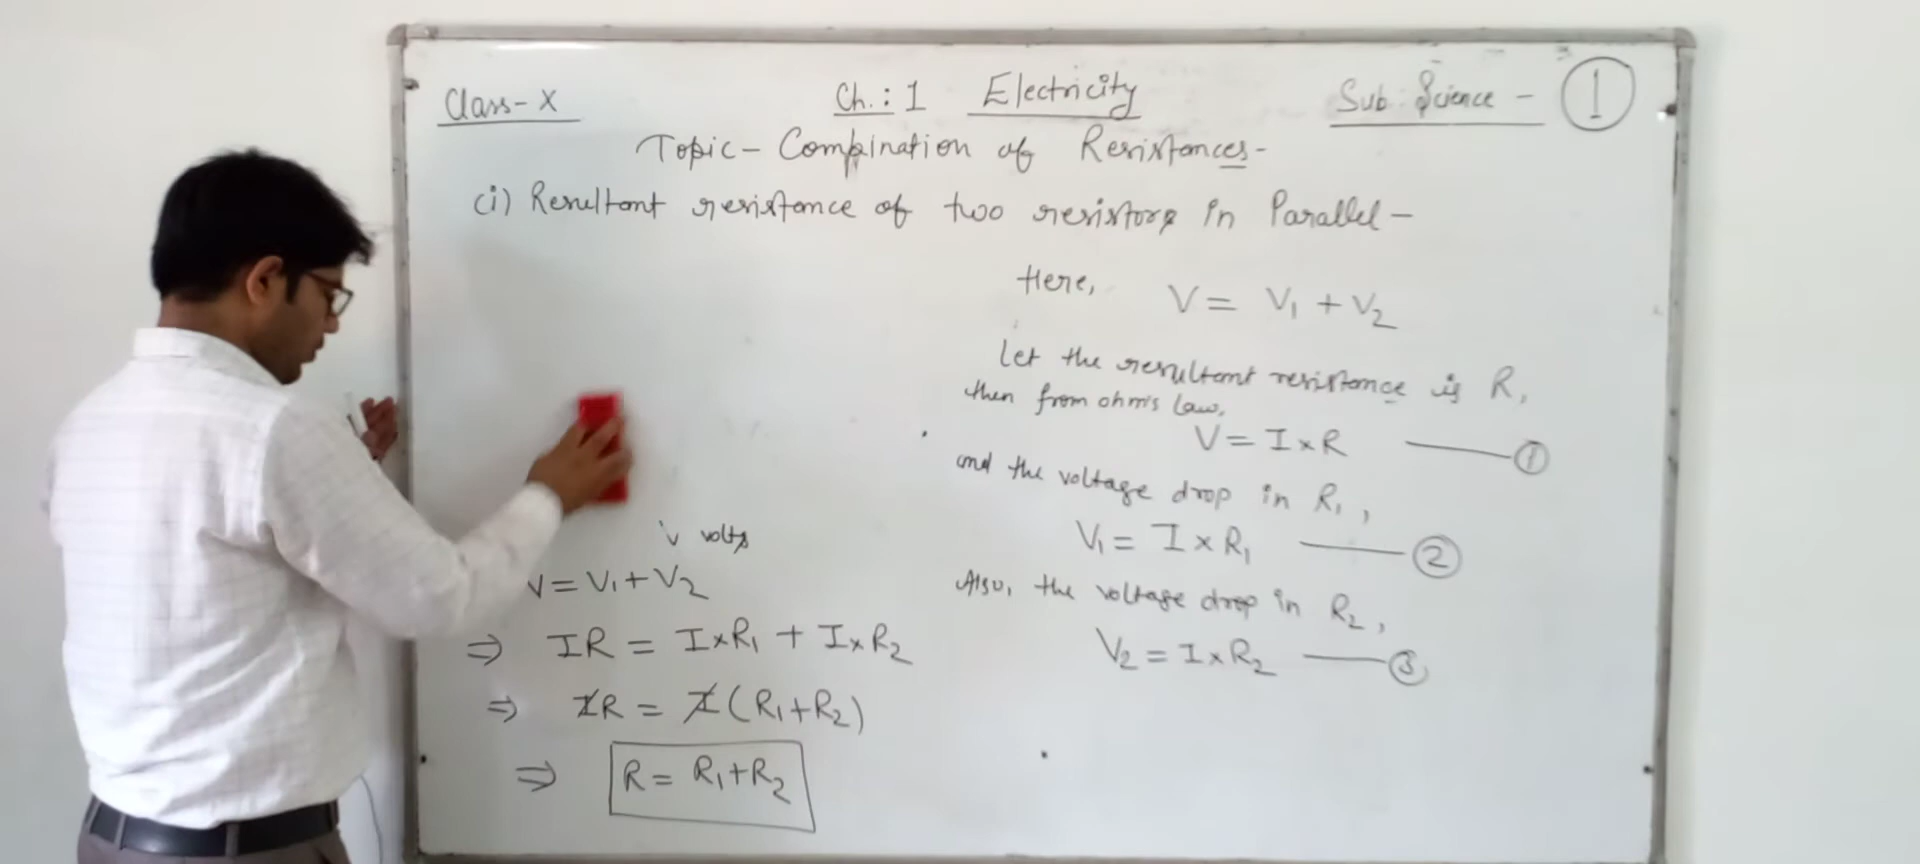 Class-X
Ch.: 1 Electricity
Sub: Science - 1
Topic - Combination of Resistances-
(i) Resultant resistance of two resistors in Parallel-
Here, V = V₁ + V₂
Let the resultant resistance is R,
then from ohm's law,
V = I × R —— ①
and the voltage drop in R₁,
V₁ = I × R₁ —— ②
Also, the voltage drop in R₂,
V₂ = I × R₂ —— ③
V volts
V = V₁ + V₂
⇒ IR = I×R₁ + I×R₂
⇒ IR = I (R₁+R₂)
⇒ R = R₁+R₂